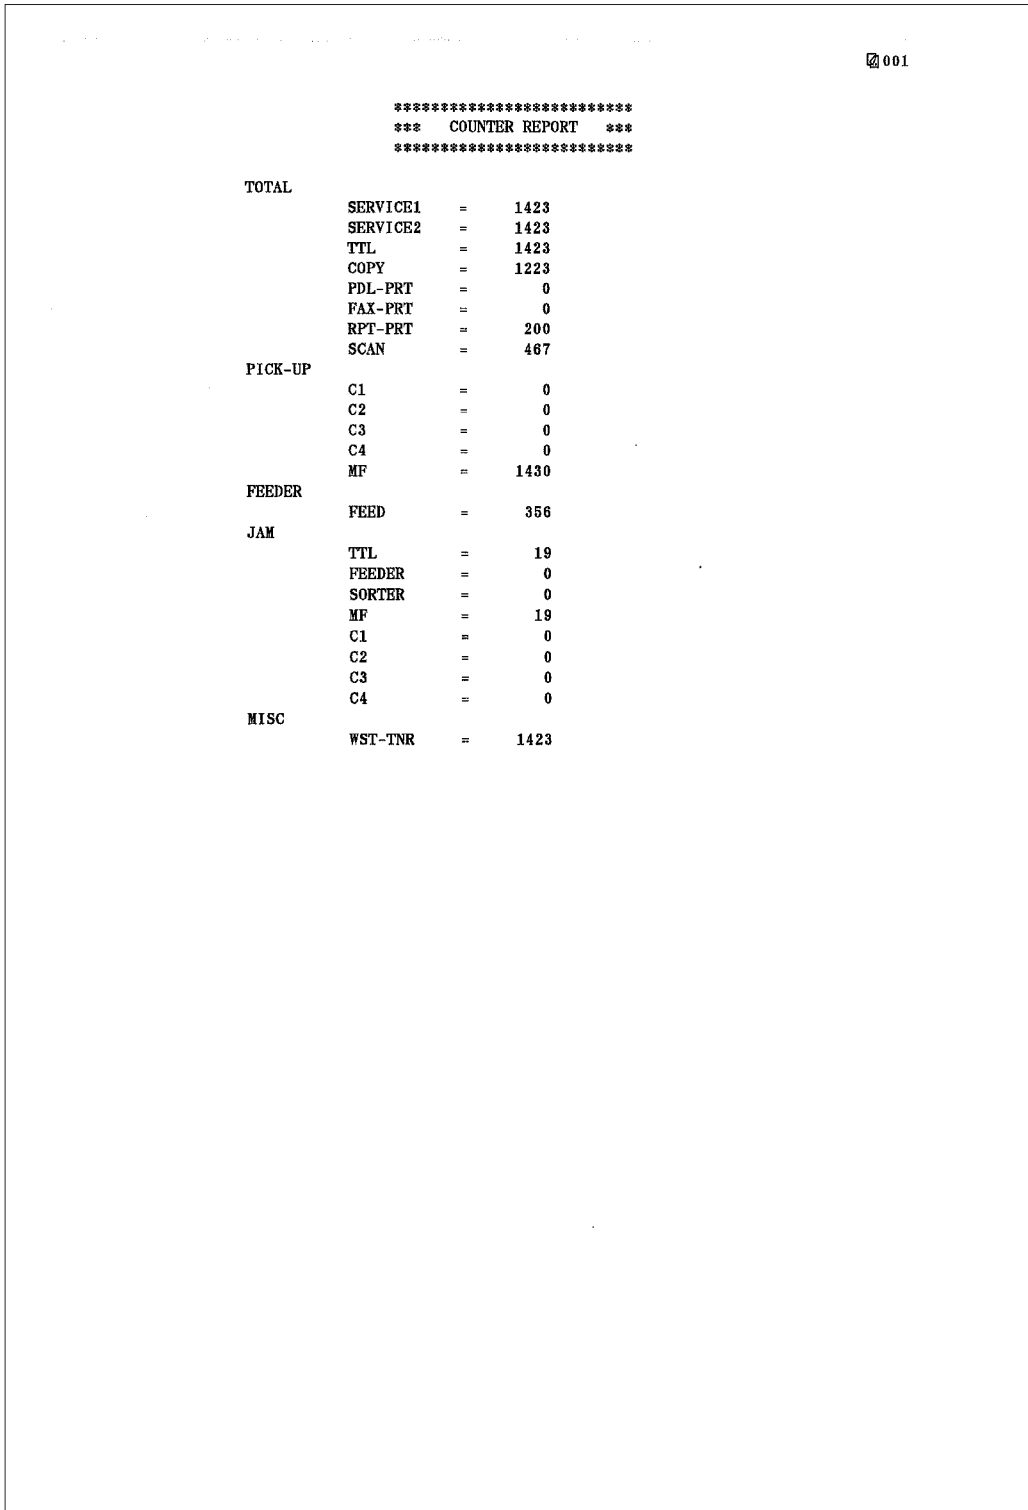 001
**************************
*** COUNTER REPORT ***
**************************
TOTAL
SERVICE1 = 1423
SERVICE2 = 1423
TTL = 1423
COPY = 1223
PDL-PRT = 0
FAX-PRT = 0
RPT-PRT = 200
SCAN = 467
PICK-UP
C1 = 0
C2 = 0
C3 = 0
C4 = 0
MF = 1430
FEEDER
FEED = 356
JAM
TTL = 19
FEEDER = 0
SORTER = 0
MF = 19
C1 = 0
C2 = 0
C3 = 0
C4 = 0
MISC
WST-TNR = 1423